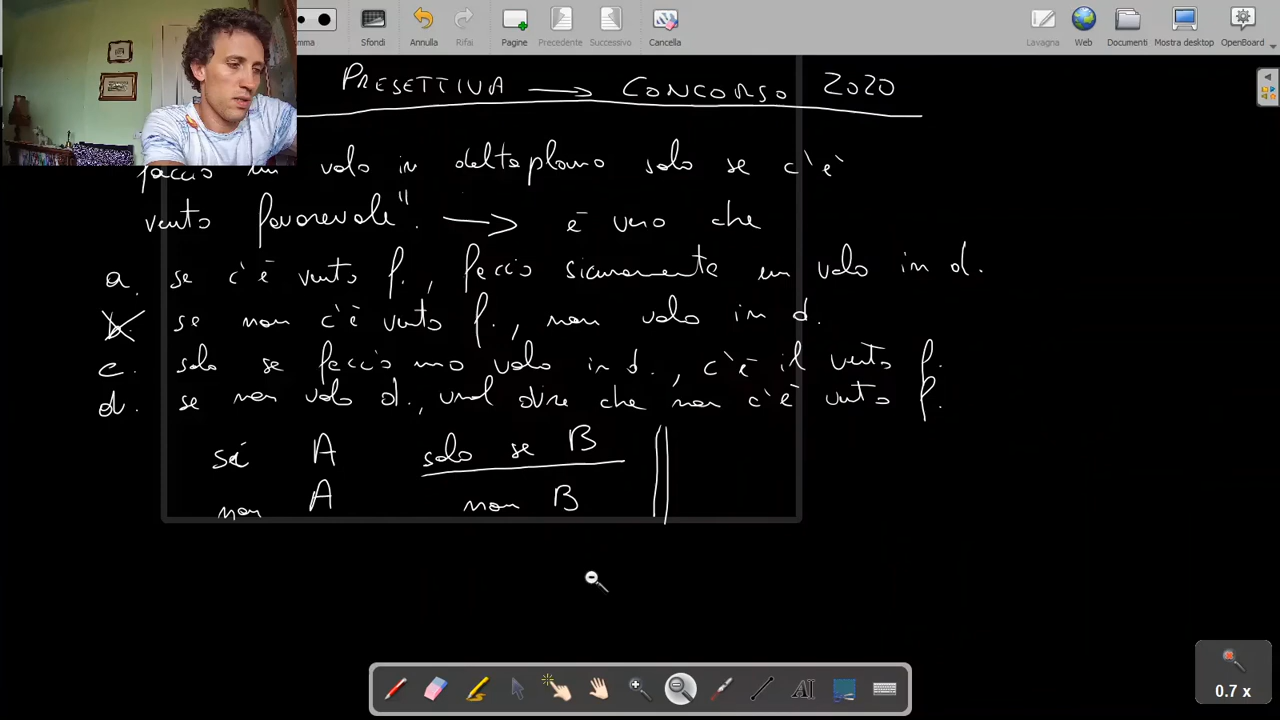 mma Sfondi Annulla Rifai Pagine Precedente Successivo Cancella Lavagna Web Documenti Mostra desktop OpenBoard
PRESETTIVA → CONCORSO 2020
faccio un volo in deltaplano solo se c'è
vento favorevole". → è vero che
a. se c'è vento f., faccio sicuramente un volo in d.
b. se non c'è vento f., non volo in d.
c. solo se faccio uno volo in d., c'è il vento f.
d. se non volo d., vuol dire che non c'è vento f.
A solo se B
non A non B
0.7 x